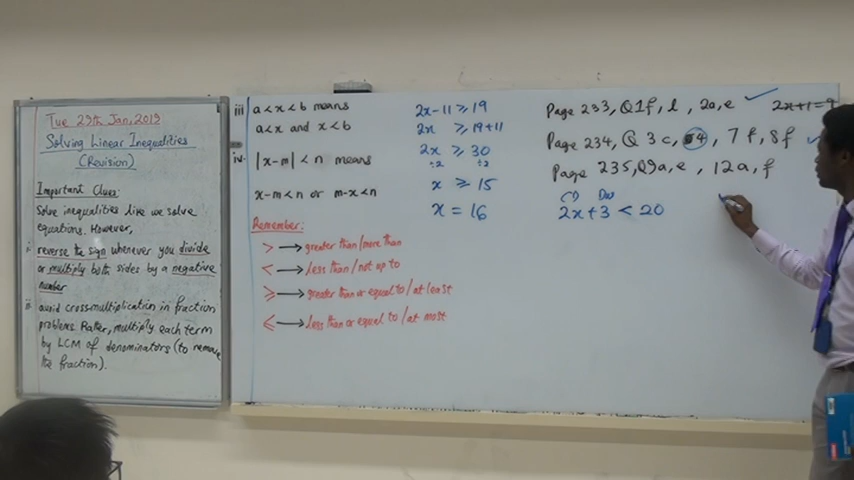 Tue 29th Jan, 2019
Solving Linear Inequalities
(Revision)
Important Clues:
Solve inequalities like we solve
equations. However,
i. reverse the sign whenever you divide
or multiply both sides by a negative
number
ii. avoid cross-multiplication in fraction
problems. Rather, multiply each term
by LCM of denominators (to remove
the fraction).
iii a<x<b means
a<x and x<b
iv. |x-m|<n means
x-m<n or m-x<n
Remember:
> → greater than/more than
< → less than/not up to
≥ → greater than or equal to/at least
≤ → less than or equal to/at most
2x-11 ≥ 19
2x ≥ 19+11
2x ≥ 30
÷2 ÷2
x ≥ 15
x = 16
Page 233, Q1f, l, 2a,e ✓
Page 234, Q 3c, 4, 7f, 8f ✓
Page 235, Q9a,e, 12a, f
2x+3 < 20